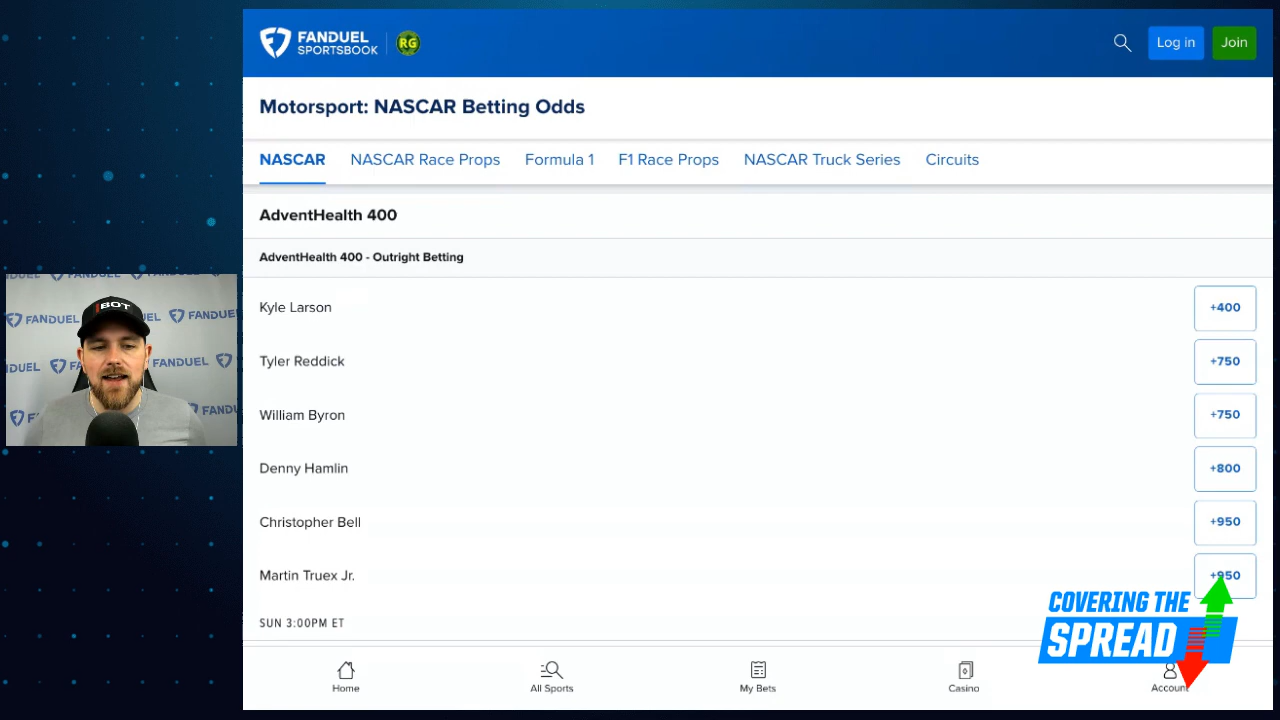 FANDUEL
SPORTSBOOK
RG
Log in
Join
Motorsport: NASCAR Betting Odds
NASCAR
NASCAR Race Props
Formula 1
F1 Race Props
NASCAR Truck Series
Circuits
AdventHealth 400
AdventHealth 400 - Outright Betting
Kyle Larson
+400
Tyler Reddick
+750
William Byron
+750
Denny Hamlin
+800
Christopher Bell
+950
Martin Truex Jr.
+950
SUN 3:00PM ET
Home
All Sports
My Bets
Casino
Account
COVERING THE
SPREAD
BOT
FANDUEL
FANDUEL
FANDUEL